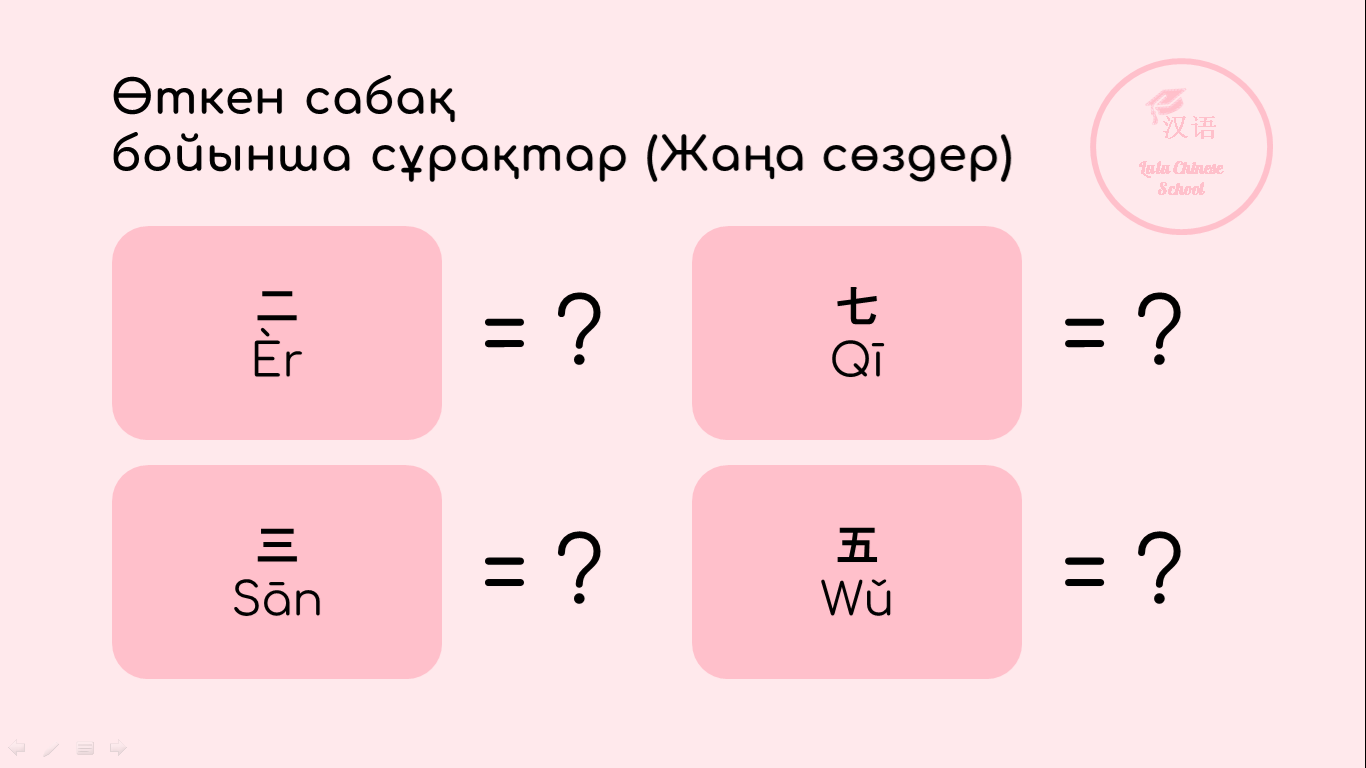 Өткен сабақ
бойынша сұрақтар (Жаңа сөздер)
汉语
Lulu Chinese
School
二
Èr
= ?
七
Qī
= ?
三
Sān
= ?
五
Wǔ
= ?